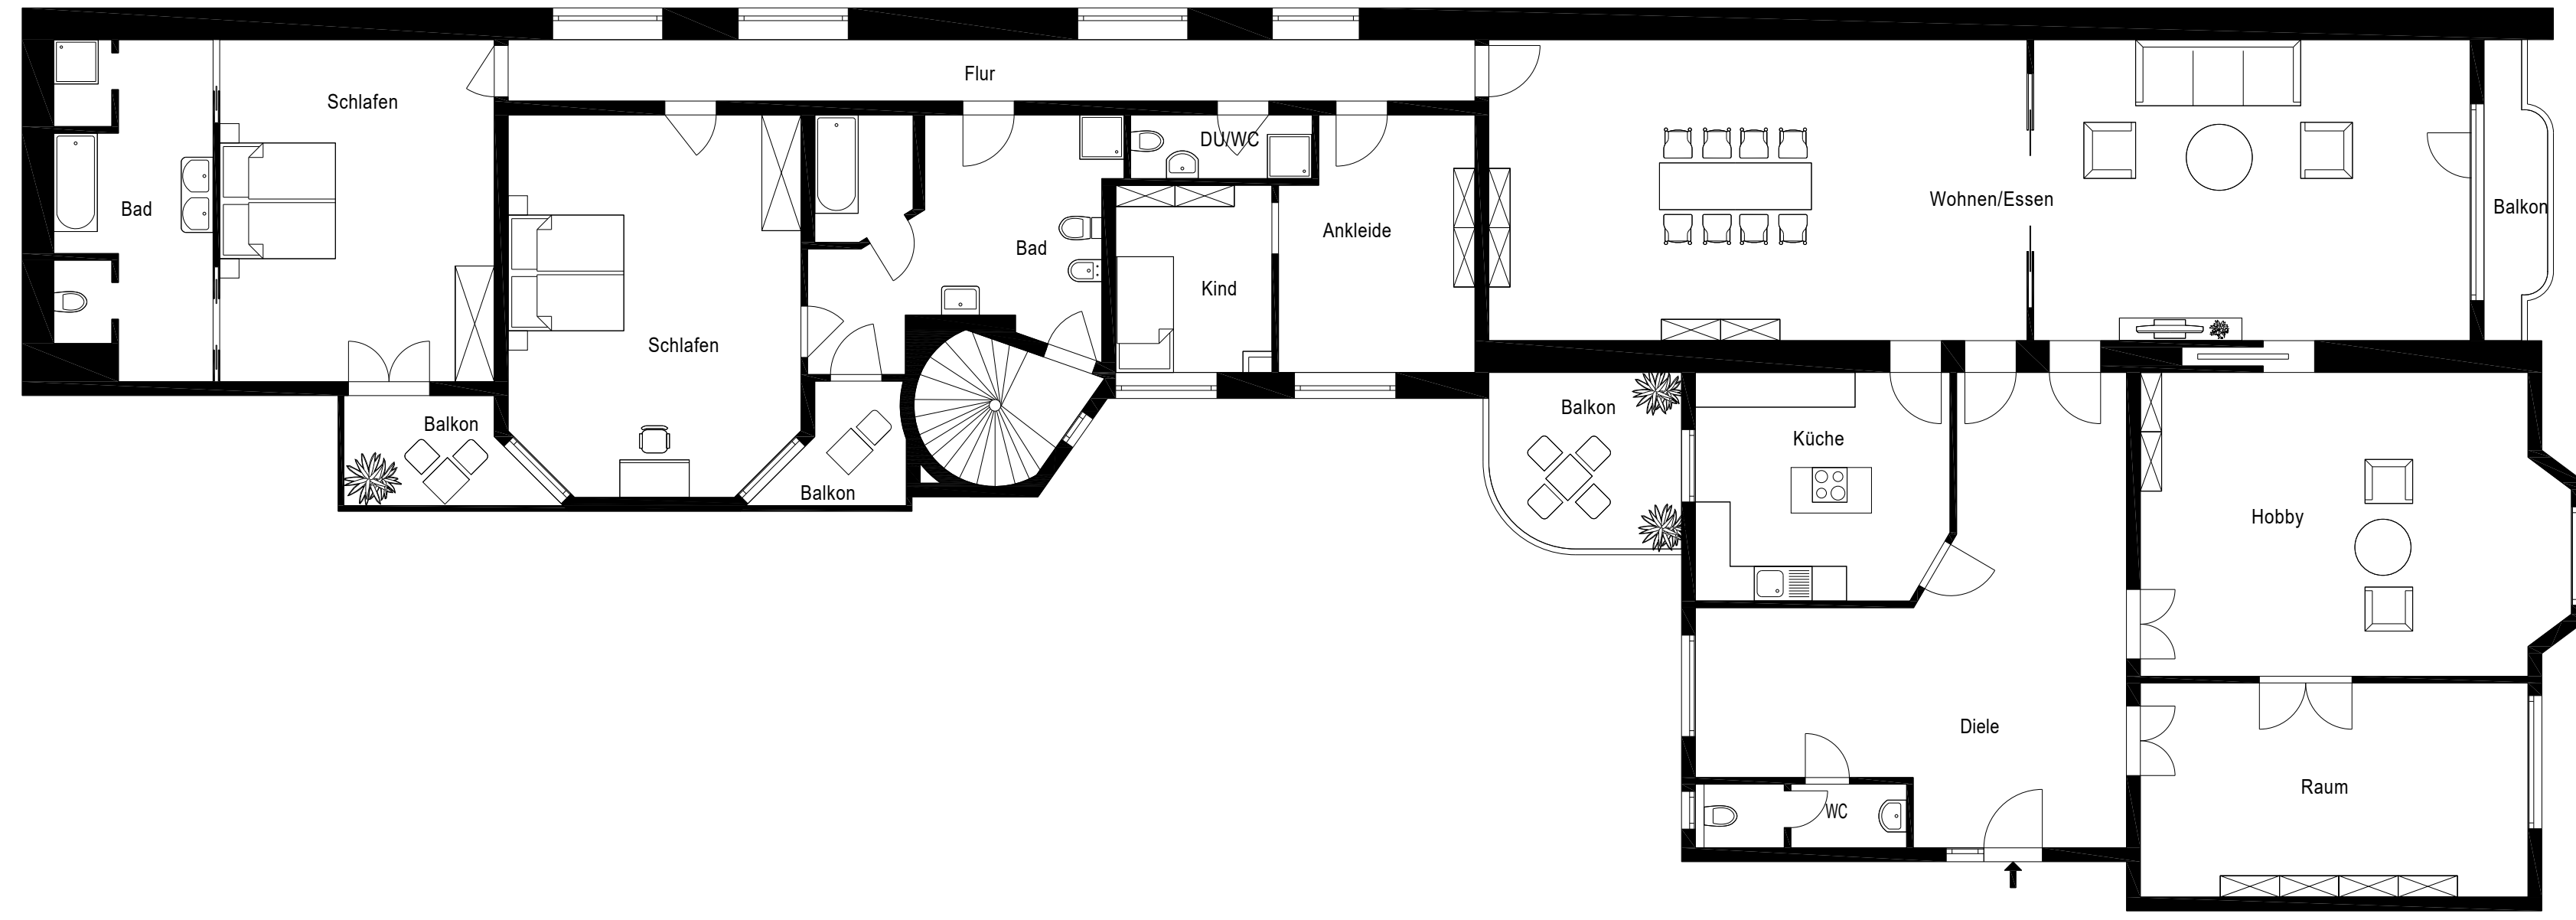 Flur
Schlafen
DU/WC
Wohnen/Essen
Balkon
Bad
Ankleide
Bad
Kind
Schlafen
Balkon
Balkon
Küche
Balkon
Hobby
Diele
Raum
WC